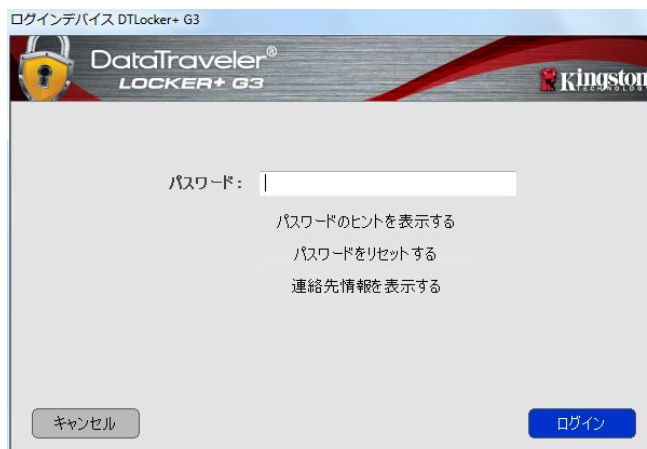 ログインデバイス DTLocker+ G3
DataTraveler®
LOCKER+ G3
Kingston
TECHNOLOGY
パスワード:
パスワードのヒントを表示する
パスワードをリセットする
連絡先情報を表示する
キャンセル
ログイン